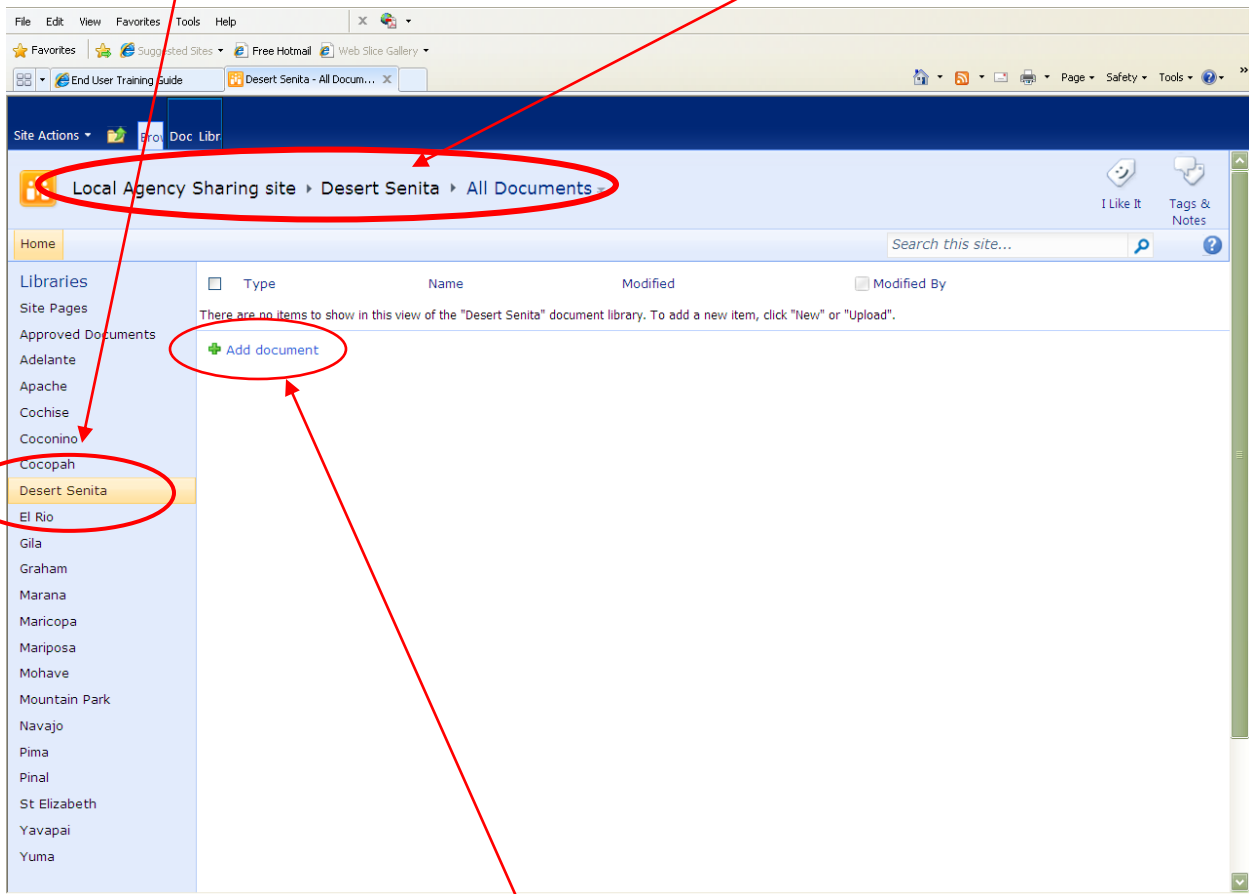 File Edit View Favorites Tools Help
Favorites Suggested Sites Free Hotmail Web Slice Gallery
End User Training Guide Desert Senita - All Docum... Page Safety Tools
Site Actions Brow Doc Libr
Local Agency Sharing site Desert Senita All Documents
I Like It
Tags & Notes
Home Search this site...
Libraries
Type Name Modified Modified By
Site Pages
There are no items to show in this view of the "Desert Senita" document library. To add a new item, click "New" or "Upload".
Approved Documents
Add document
Adelante
Apache
Cochise
Coconino
Cocopah
Desert Senita
El Rio
Gila
Graham
Marana
Maricopa
Mariposa
Mohave
Mountain Park
Navajo
Pima
Pinal
St Elizabeth
Yavapai
Yuma